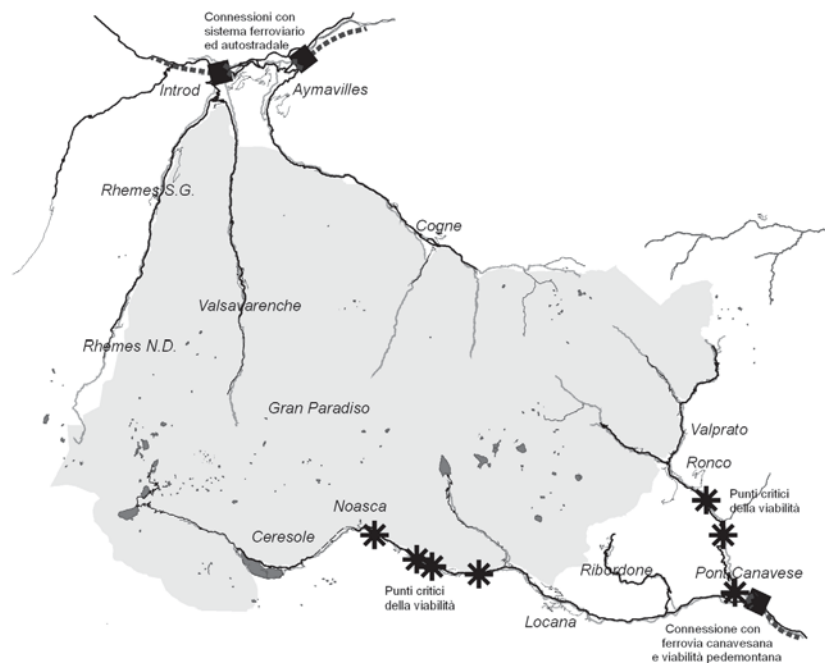 Connessioni con
sistema ferroviario
ed autostradale
Introd
Aymavilles
Rhemes S.G.
Cogne
Valsavarenche
Rhemes N.D.
Gran Paradiso
Valprato
Ronco
Punti critici
della viabilità
Noasca
Ceresole
Ribordone
Pont Canavese
Punti critici
della viabilità
Locana
Connessione con
ferrovia canavesana
e viabilità pedemontana